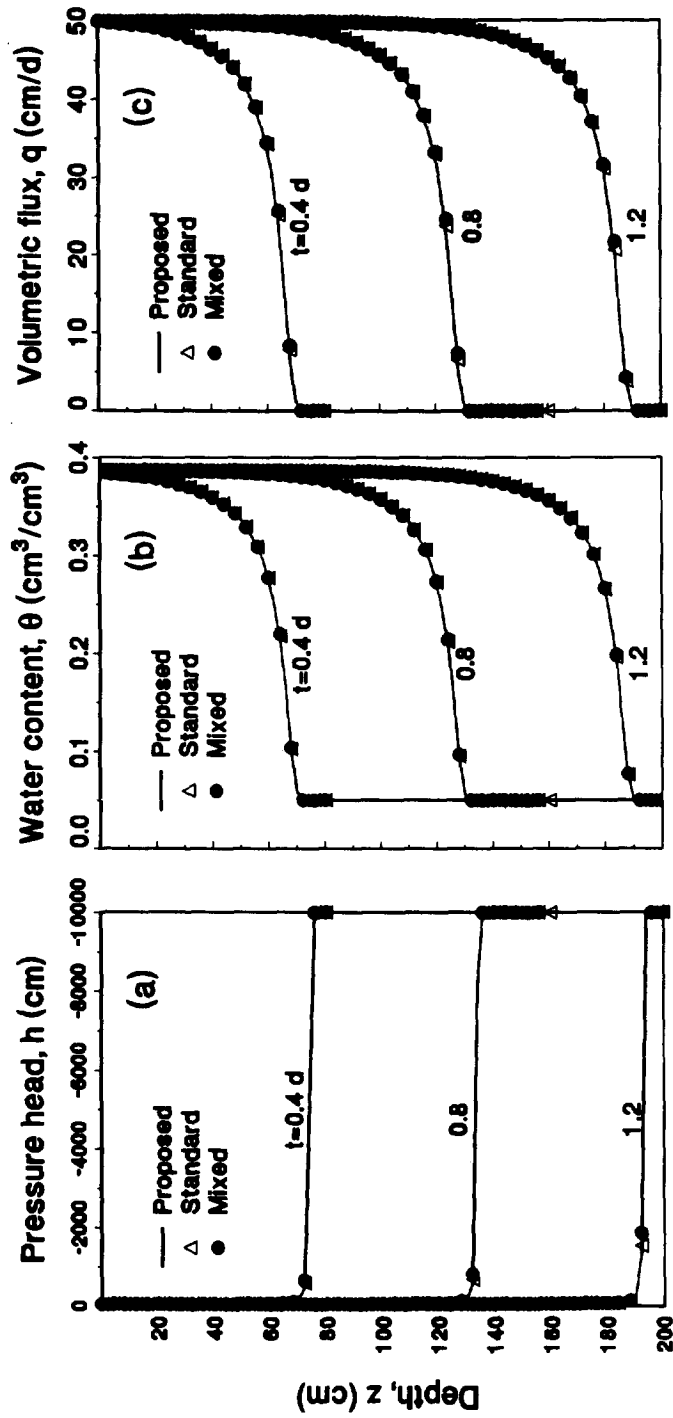 Pressure head, h (cm)
0 -2000 -4000 -6000 -8000 -10000
Depth, z (cm)
20
40
60
80
100
120
140
160
180
200
(a)
Proposed
Standard
Mixed
t=0.4 d
0.8
1.2
Water content, θ (cm³/cm³)
0.0 0.1 0.2 0.3 0.4
(b)
Proposed
Standard
Mixed
t=0.4 d
0.8
1.2
Volumetric flux, q (cm/d)
0 10 20 30 40 50
(c)
Proposed
Standard
Mixed
t=0.4 d
0.8
1.2